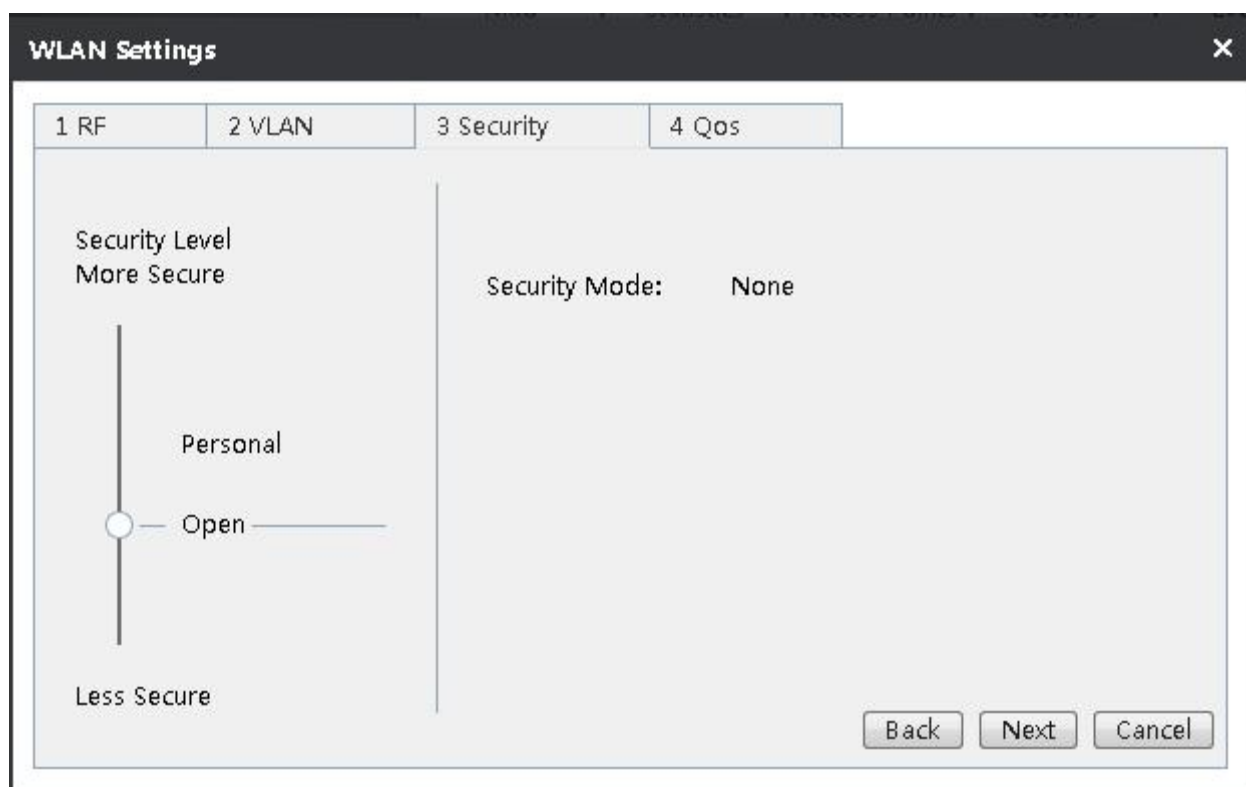 WLAN Settings ×
1 RF 2 VLAN 3 Security 4 Qos
Security Level
More Secure
Security Mode: None
Personal
Open
Less Secure
Back Next Cancel